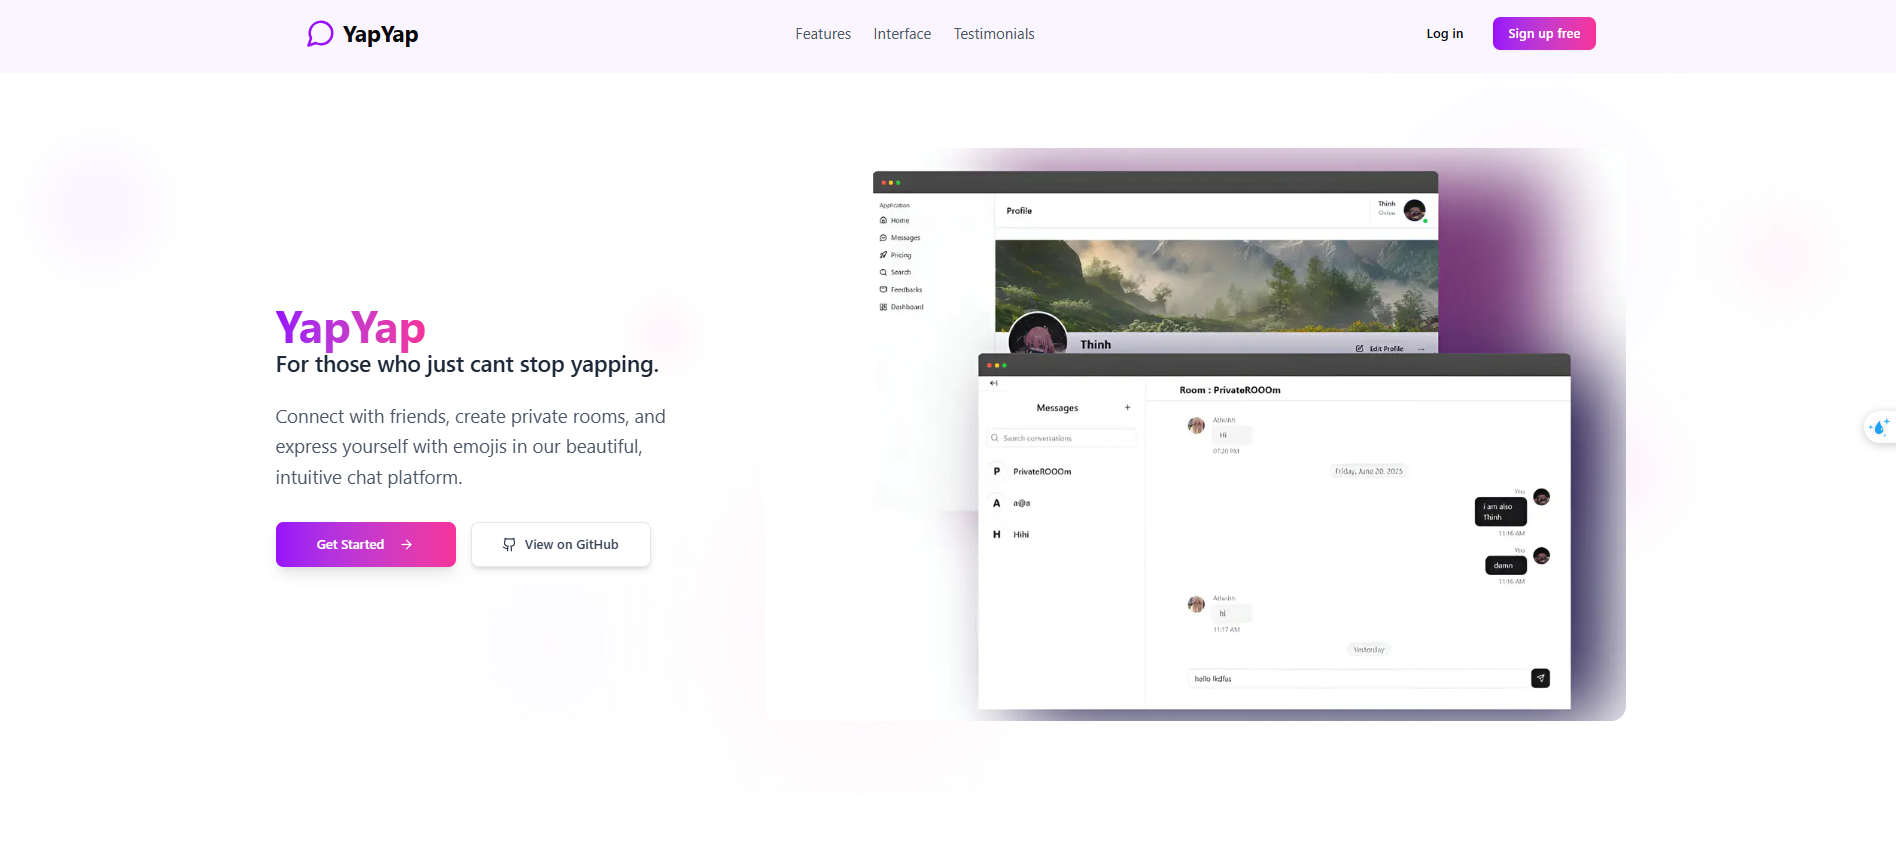 YapYap
Features Interface Testimonials
Log in
Sign up free
YapYap
For those who just cant stop yapping.
Connect with friends, create private rooms, and
express yourself with emojis in our beautiful,
intuitive chat platform.
Get Started
View on GitHub
Application
Home
Messages
Pricing
Search
Feedbacks
Dashboard
Profile
Thinh
Online
Thinh
Edit Profile
Messages
+
Search conversations
P PrivateROOOm
A a@a
H Hihi
Room : PrivateROOOm
Hi
07:20 PM
Friday, June 20, 2025
You
i am also
Thinh
11:16 AM
You
damn
11:16 AM
hi
11:17 AM
Yesterday
hello